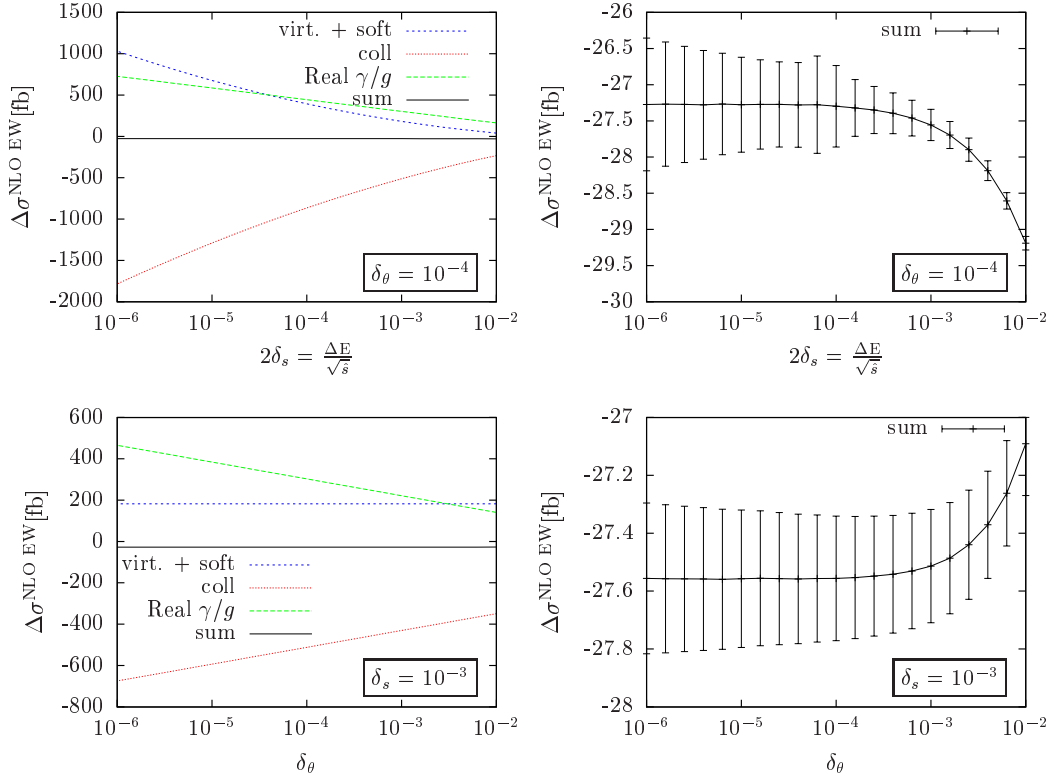 1500
1000
500
0
-500
-1000
-1500
-2000
Δσ^{NLO EW}[fb]
virt. + soft
coll
Real γ/g
sum
δ_θ = 10^{-4}
10^{-6} 10^{-5} 10^{-4} 10^{-3} 10^{-2}
2δ_s = ΔE/√ŝ
-26
-26.5
-27
-27.5
-28
-28.5
-29
-29.5
-30
Δσ^{NLO EW}[fb]
sum
δ_θ = 10^{-4}
10^{-6} 10^{-5} 10^{-4} 10^{-3} 10^{-2}
2δ_s = ΔE/√ŝ
600
400
200
0
-200
-400
-600
-800
Δσ^{NLO EW}[fb]
virt. + soft
coll
Real γ/g
sum
δ_s = 10^{-3}
10^{-6} 10^{-5} 10^{-4} 10^{-3} 10^{-2}
δ_θ
-27
-27.2
-27.4
-27.6
-27.8
-28
Δσ^{NLO EW}[fb]
sum
δ_s = 10^{-3}
10^{-6} 10^{-5} 10^{-4} 10^{-3} 10^{-2}
δ_θ